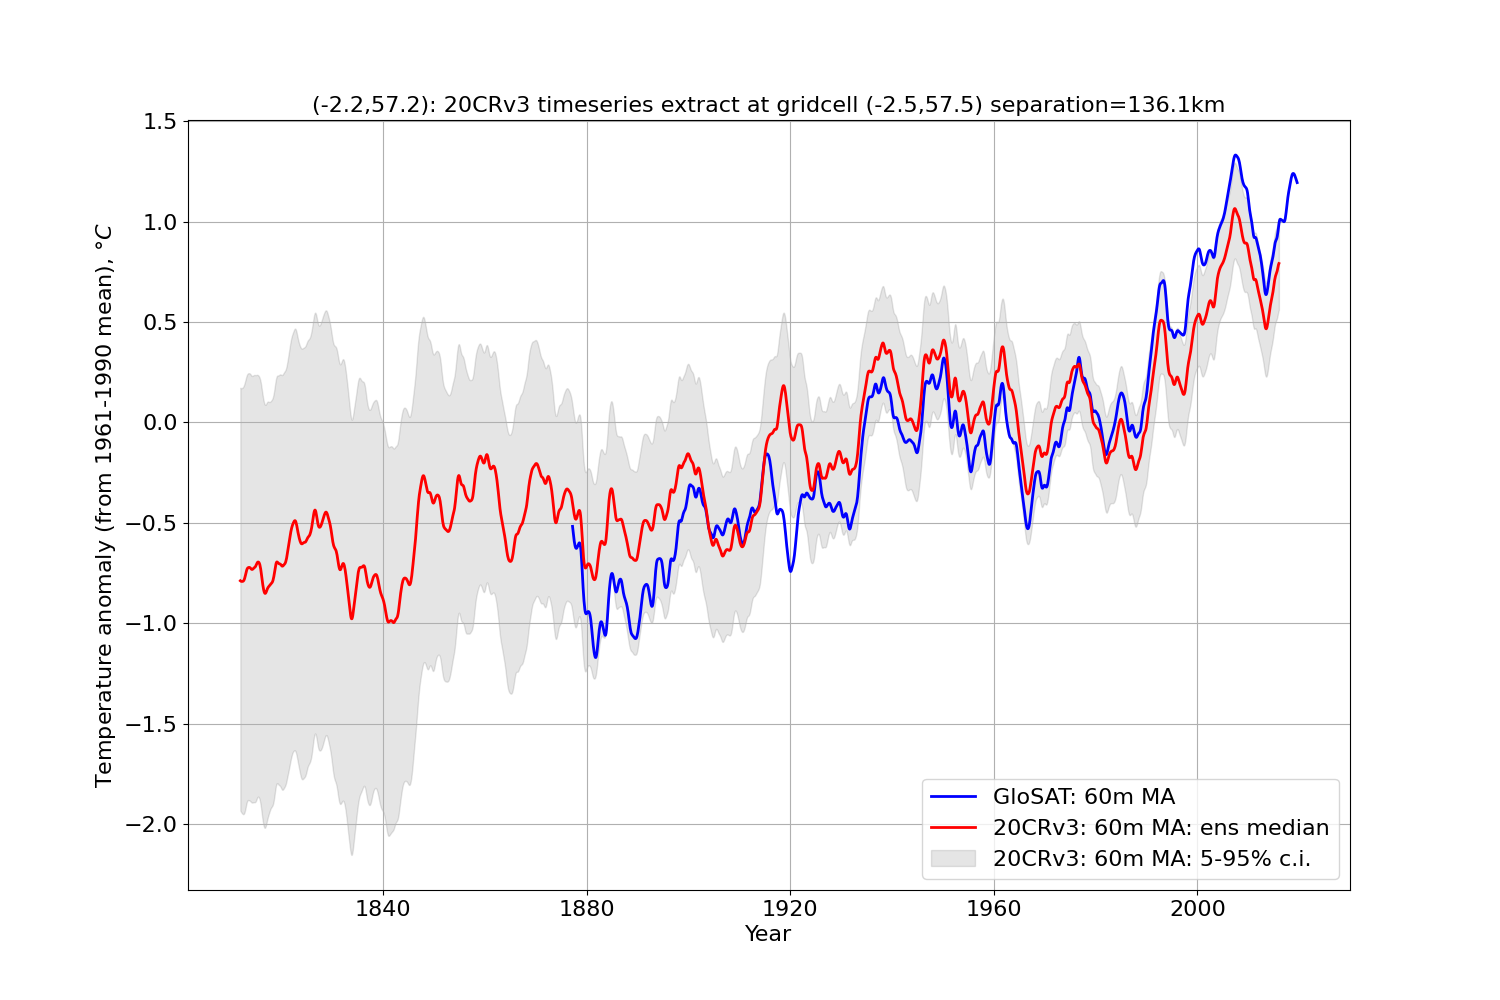 (-2.2,57.2): 20CRv3 timeseries extract at gridcell (-2.5,57.5) separation=136.1km
Temperature anomaly (from 1961-1990 mean), °C
1.5
1.0
0.5
0.0
−0.5
−1.0
−1.5
−2.0
GloSAT: 60m MA
20CRv3: 60m MA: ens median
20CRv3: 60m MA: 5-95% c.i.
1840 1880 1920 1960 2000
Year